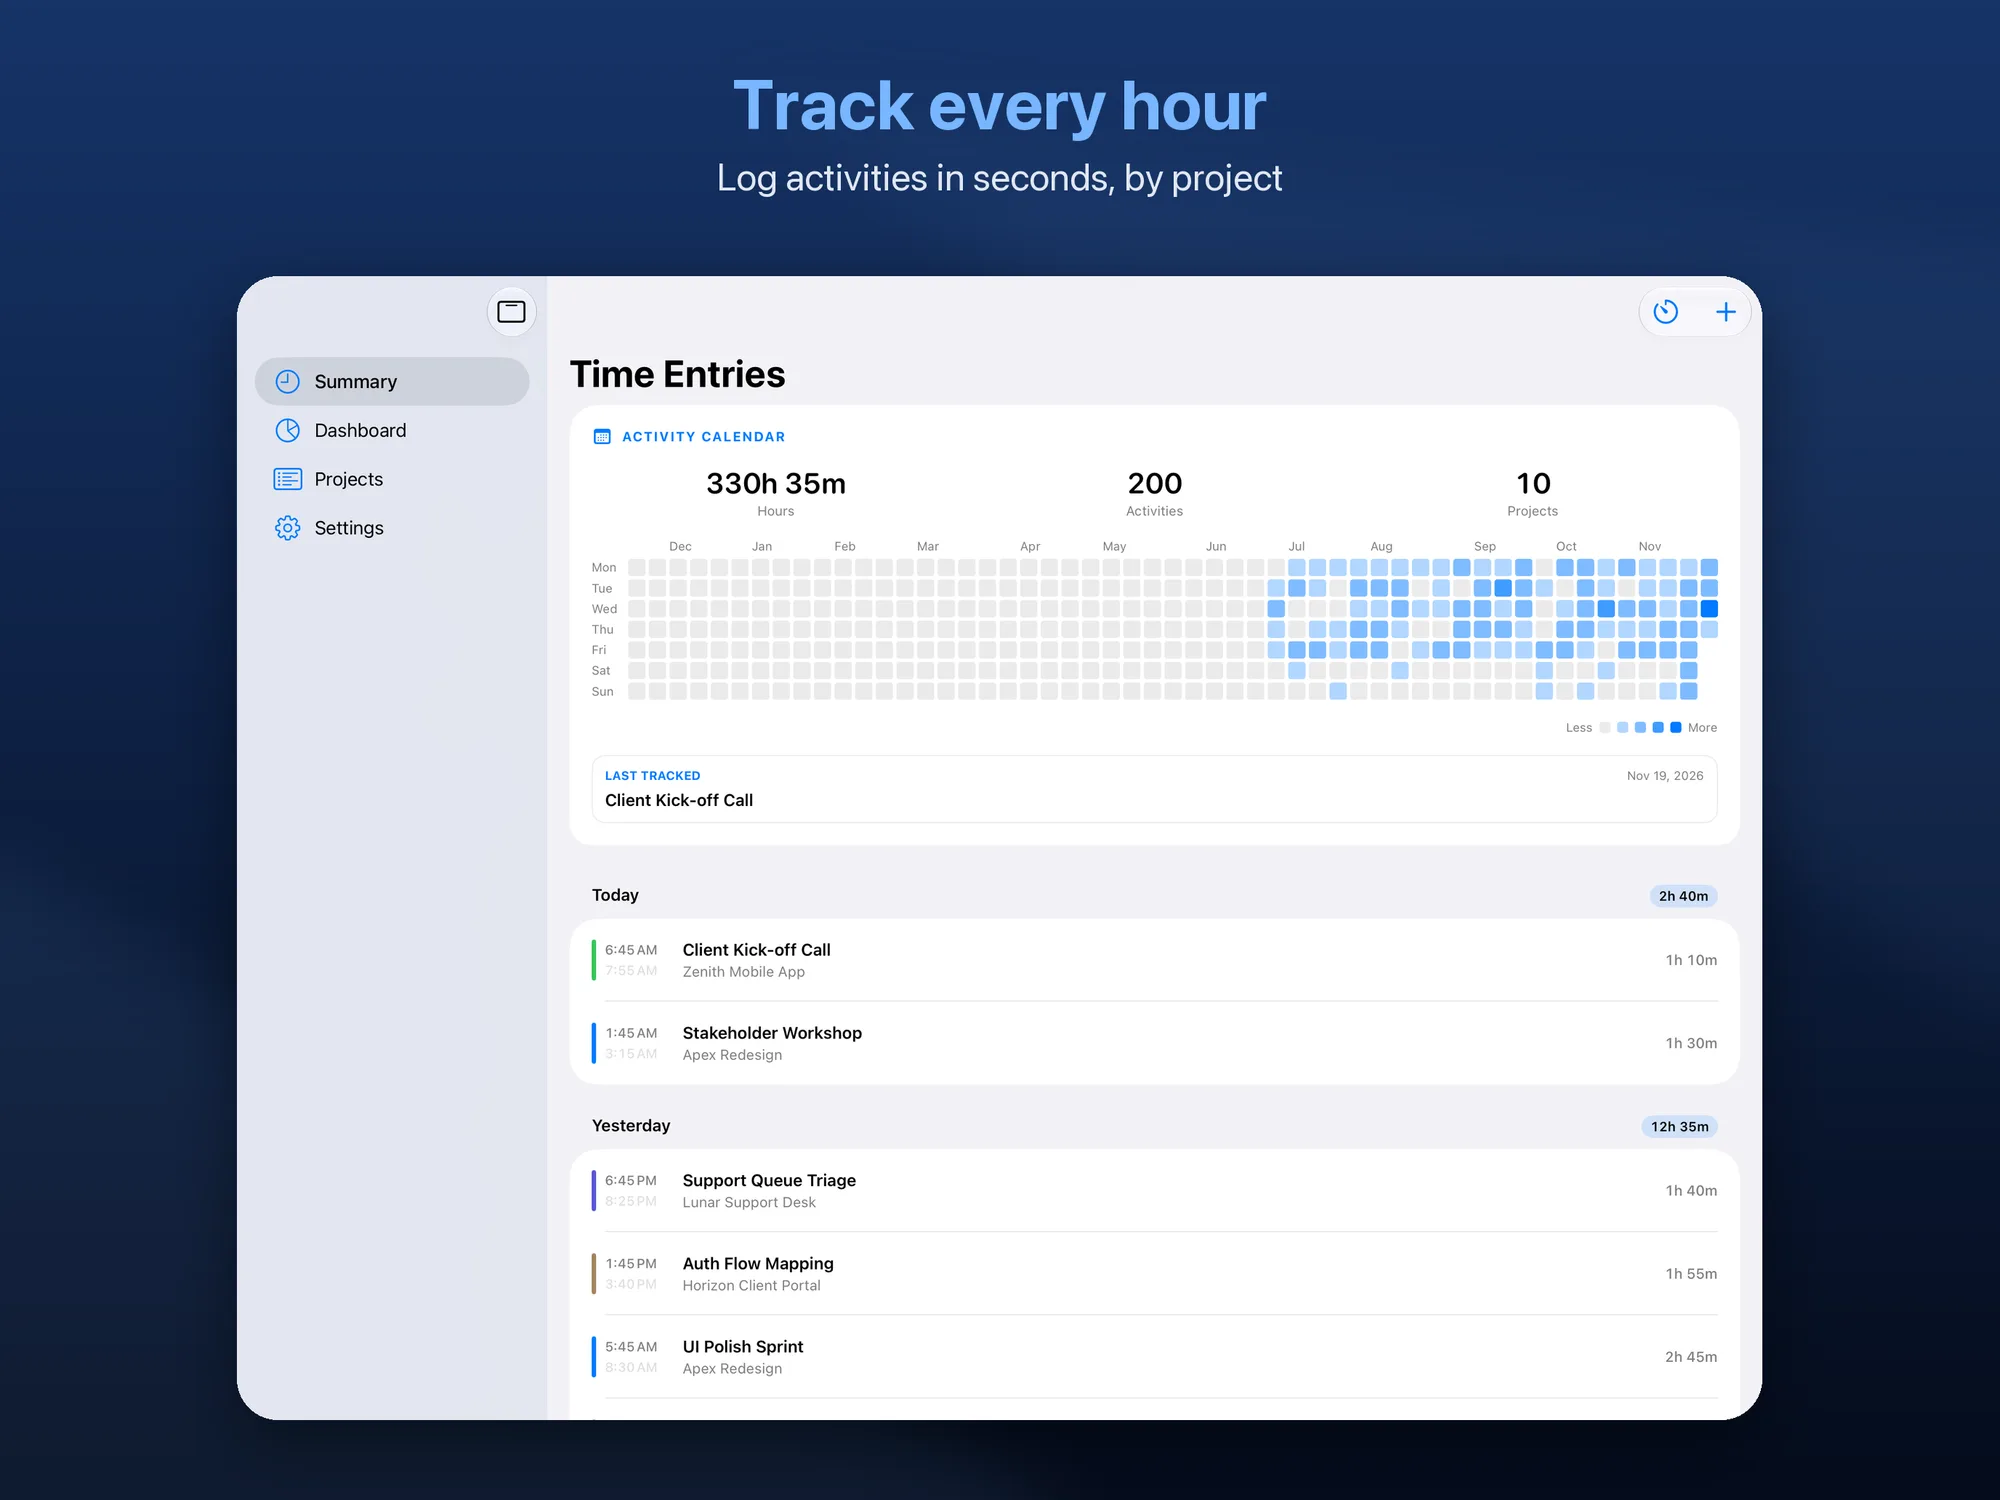 Track every hour
Log activities in seconds, by project
Summary
Dashboard
Projects
Settings
Time Entries
ACTIVITY CALENDAR
330h 35m
Hours
200
Activities
10
Projects
Dec Jan Feb Mar Apr May Jun Jul Aug Sep Oct Nov
Mon
Tue
Wed
Thu
Fri
Sat
Sun
Less More
LAST TRACKED
Nov 19, 2026
Client Kick-off Call
Today
2h 40m
6:45 AM
7:55 AM
Client Kick-off Call
Zenith Mobile App
1h 10m
1:45 AM
3:15 AM
Stakeholder Workshop
Apex Redesign
1h 30m
Yesterday
12h 35m
6:45 PM
8:25 PM
Support Queue Triage
Lunar Support Desk
1h 40m
1:45 PM
3:40 PM
Auth Flow Mapping
Horizon Client Portal
1h 55m
5:45 AM
8:30 AM
UI Polish Sprint
Apex Redesign
2h 45m